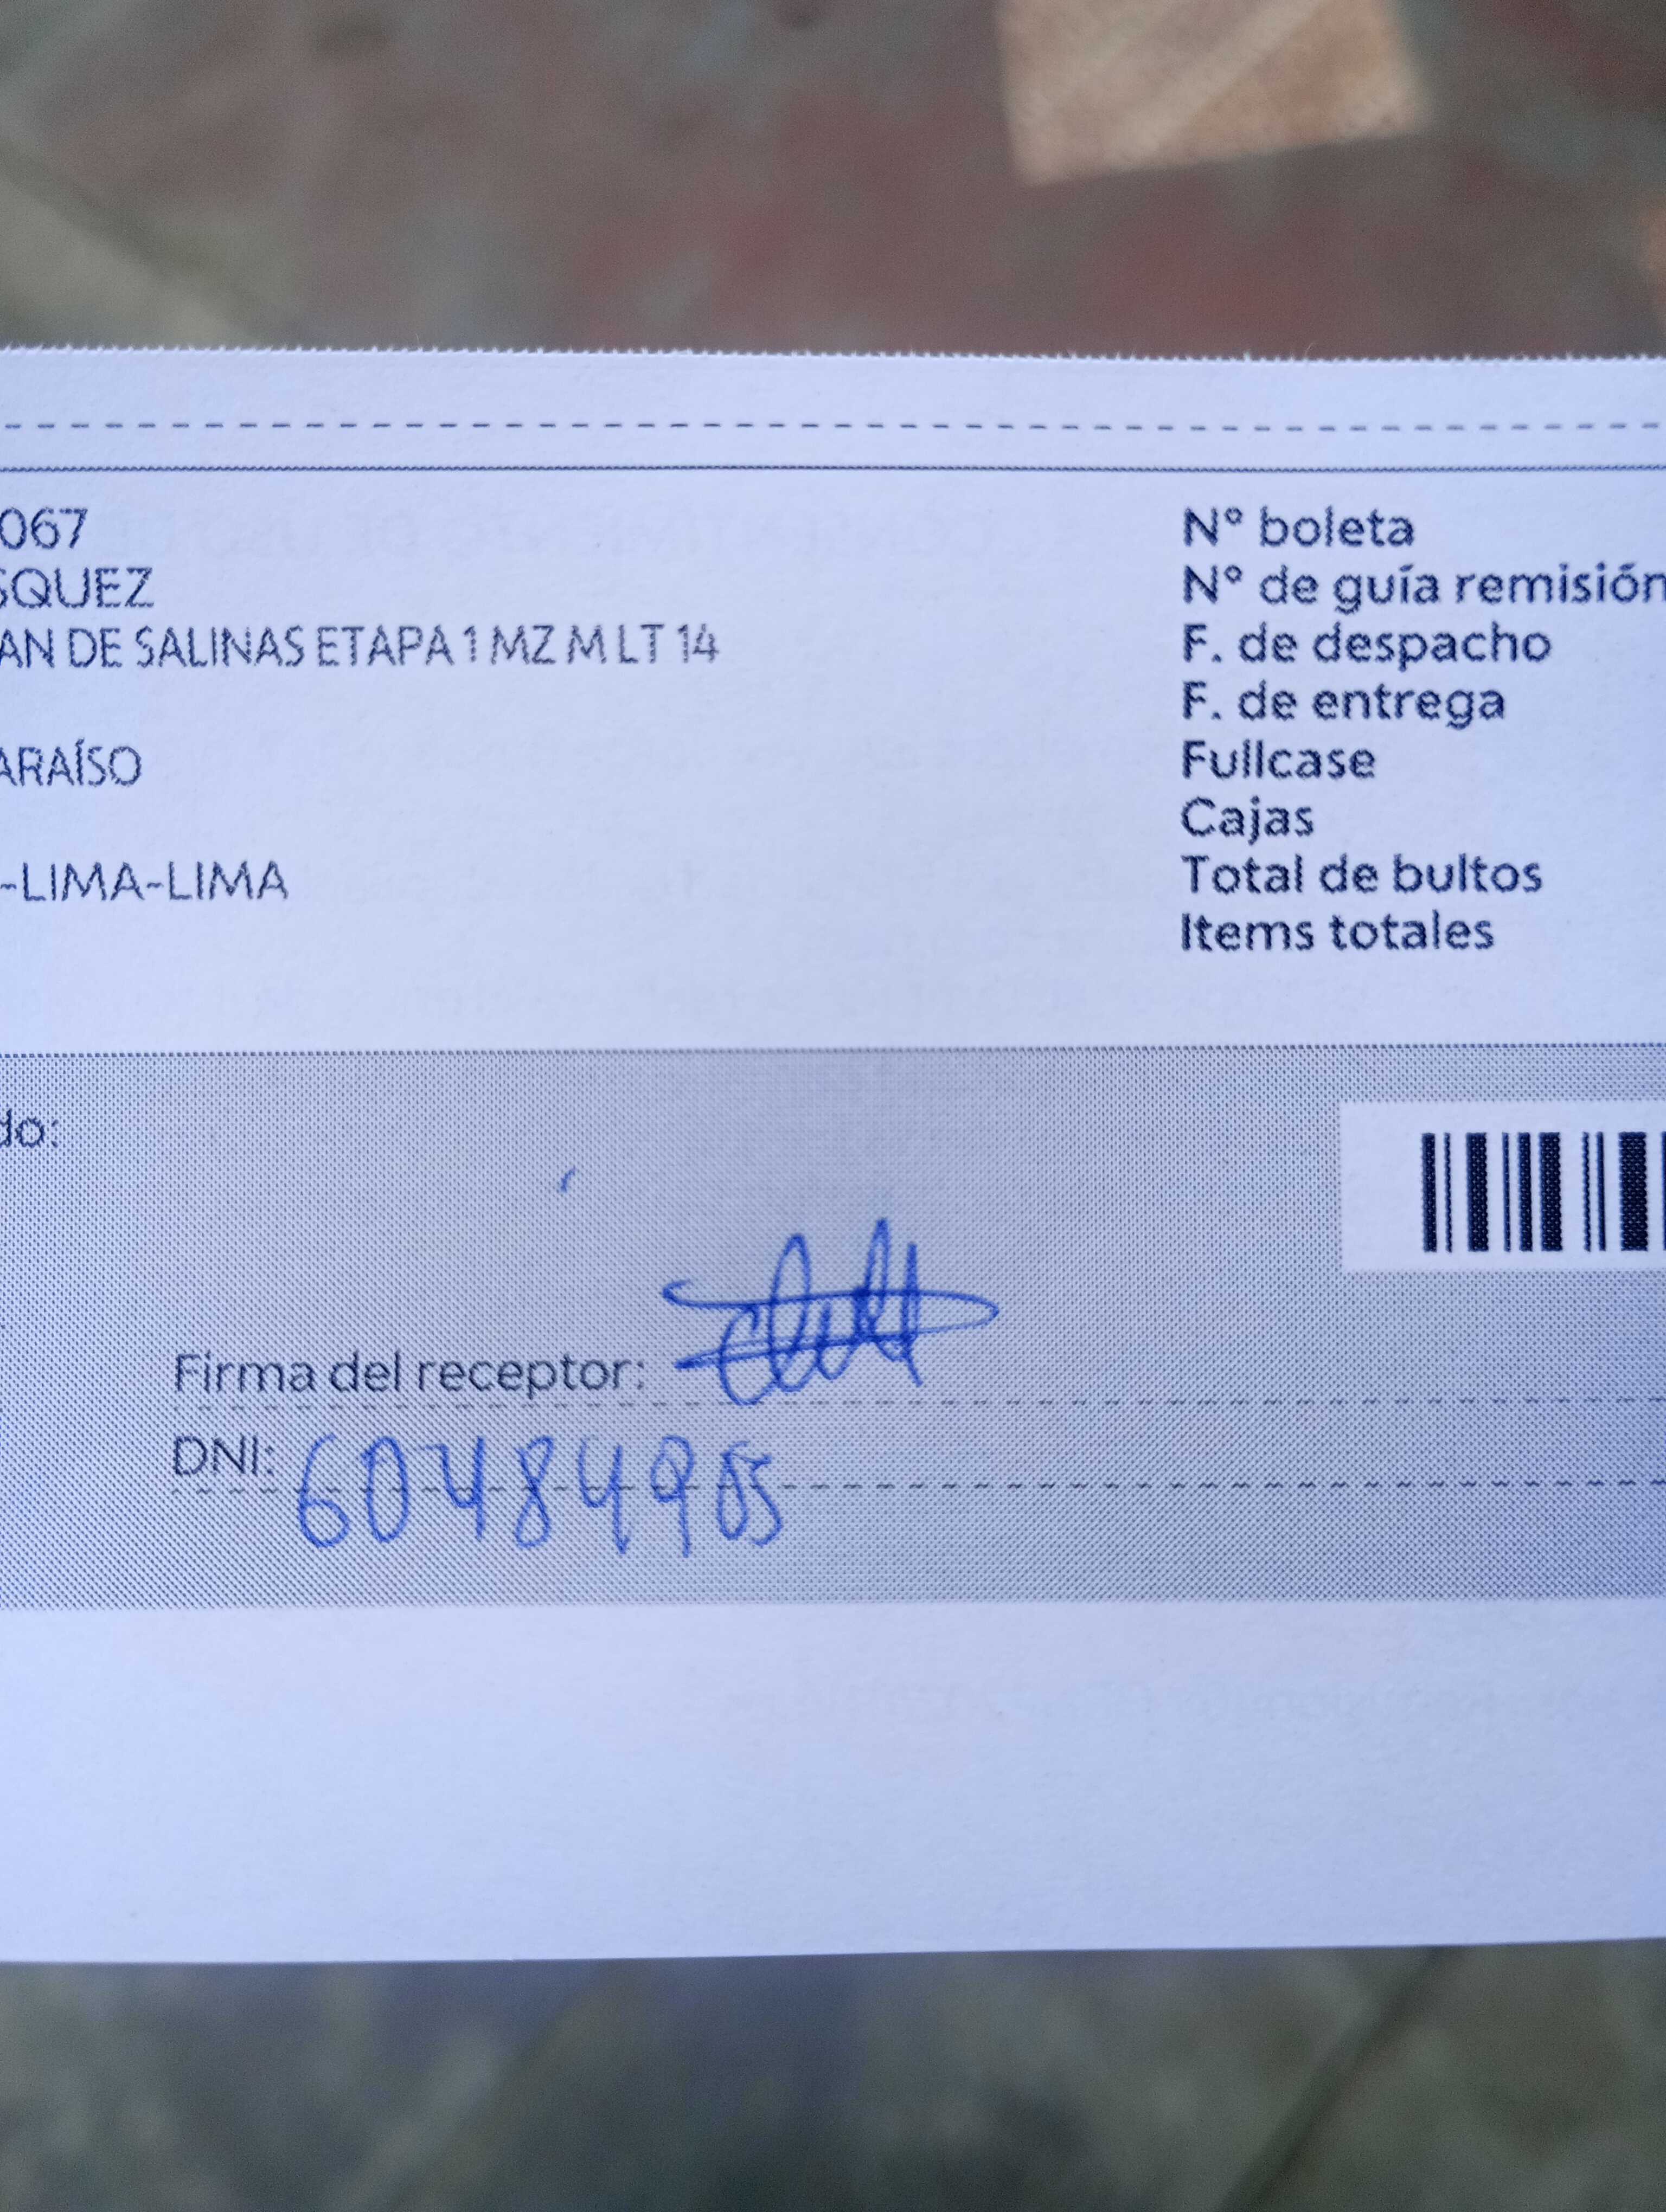 067 N° boleta
SQUEZ N° de guía remisión
AN DE SALINAS ETAPA 1 MZ M LT 14 F. de despacho
F. de entrega
ARAÍSO Fullcase
Cajas
-LIMA-LIMA Total de bultos
Items totales
do:
Firma del receptor:
DNI: 60484905